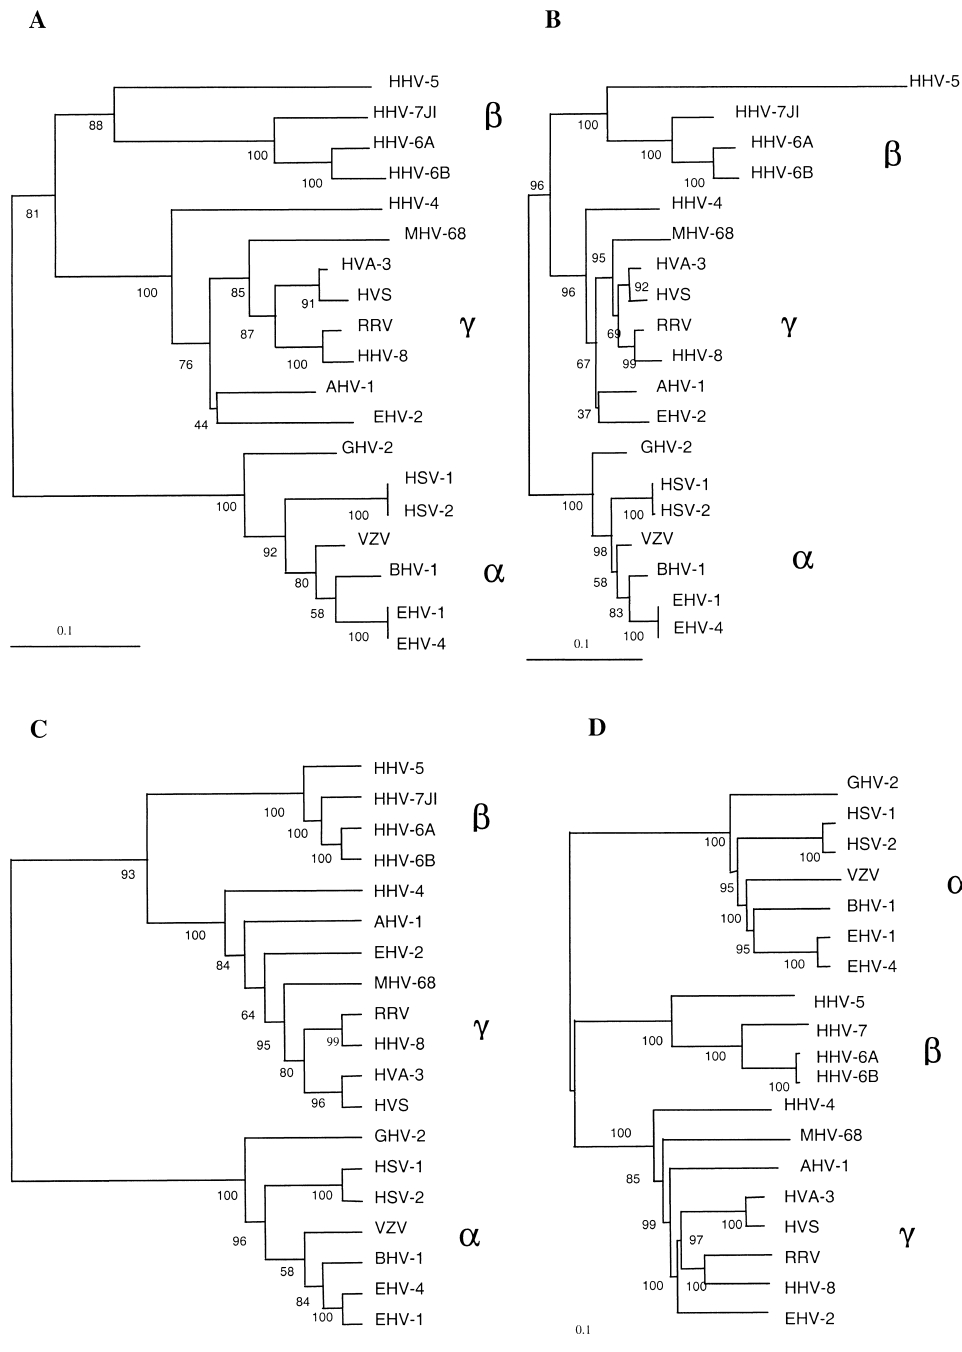 A
HHV-5
88
HHV-7JI
β
100
HHV-6A
100
HHV-6B
81
HHV-4
MHV-68
100
85
HVA-3
91
HVS
87
RRV
γ
100
HHV-8
76
AHV-1
44
EHV-2
GHV-2
100
HSV-1
100
HSV-2
92
VZV
80
BHV-1
α
58
EHV-1
100
EHV-4
0.1
B
HHV-5
100
HHV-7JI
100
HHV-6A
β
100
HHV-6B
96
HHV-4
MHV-68
95
96
HVA-3
92
HVS
69
RRV
γ
99
HHV-8
67
AHV-1
37
EHV-2
GHV-2
100
HSV-1
100
HSV-2
98
VZV
58
BHV-1
α
83
EHV-1
100
EHV-4
0.1
C
HHV-5
100
HHV-7JI
100
β
HHV-6A
100
HHV-6B
93
HHV-4
100
AHV-1
84
EHV-2
MHV-68
64
RRV
95
99
γ
HHV-8
80
HVA-3
96
HVS
GHV-2
100
HSV-1
100
HSV-2
96
VZV
α
58
BHV-1
84
EHV-4
100
EHV-1
D
GHV-2
100
HSV-1
100
HSV-2
95
VZV
α
100
BHV-1
95
EHV-1
100
EHV-4
HHV-5
100
HHV-7
100
β
HHV-6A
100
HHV-6B
HHV-4
100
MHV-68
85
AHV-1
99
HVA-3
100
HVS
97
γ
RRV
100
100
HHV-8
EHV-2
0.1